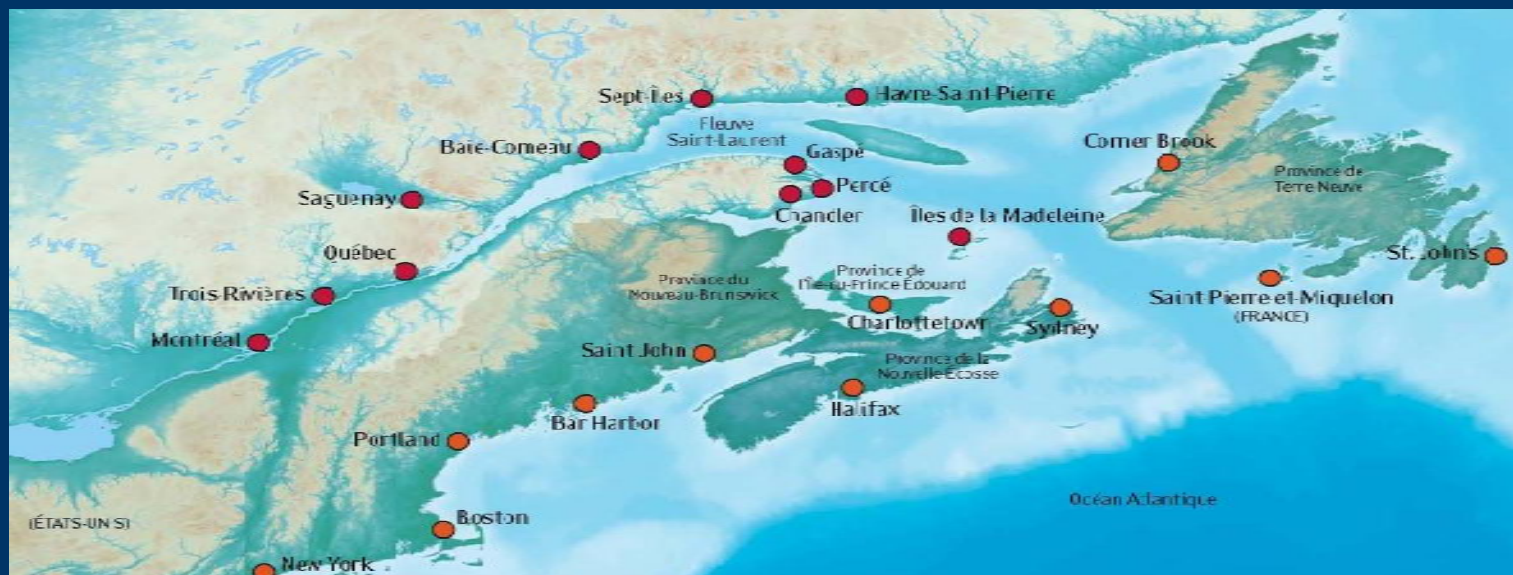 Sept-Îles
Havre-Saint-Pierre
Fleuve
Saint-Laurent
Baie-Comeau
Gaspé
Corner Brook
Percé
Province de
Terre Neuve
Saguenay
Chandler
Îles de la Madeleine
Québec
St. John's
Province du
Nouveau-Brunswick
Province de
l'Île-du-Prince Édouard
Trois-Rivières
Saint-Pierre-et-Miquelon
(FRANCE)
Charlottetown
Sydney
Montréal
Saint John
Province de la
Nouvelle Écosse
Halifax
Bar Harbor
Portland
Océan Atlantique
(ÉTATS-UNIS)
Boston
New York